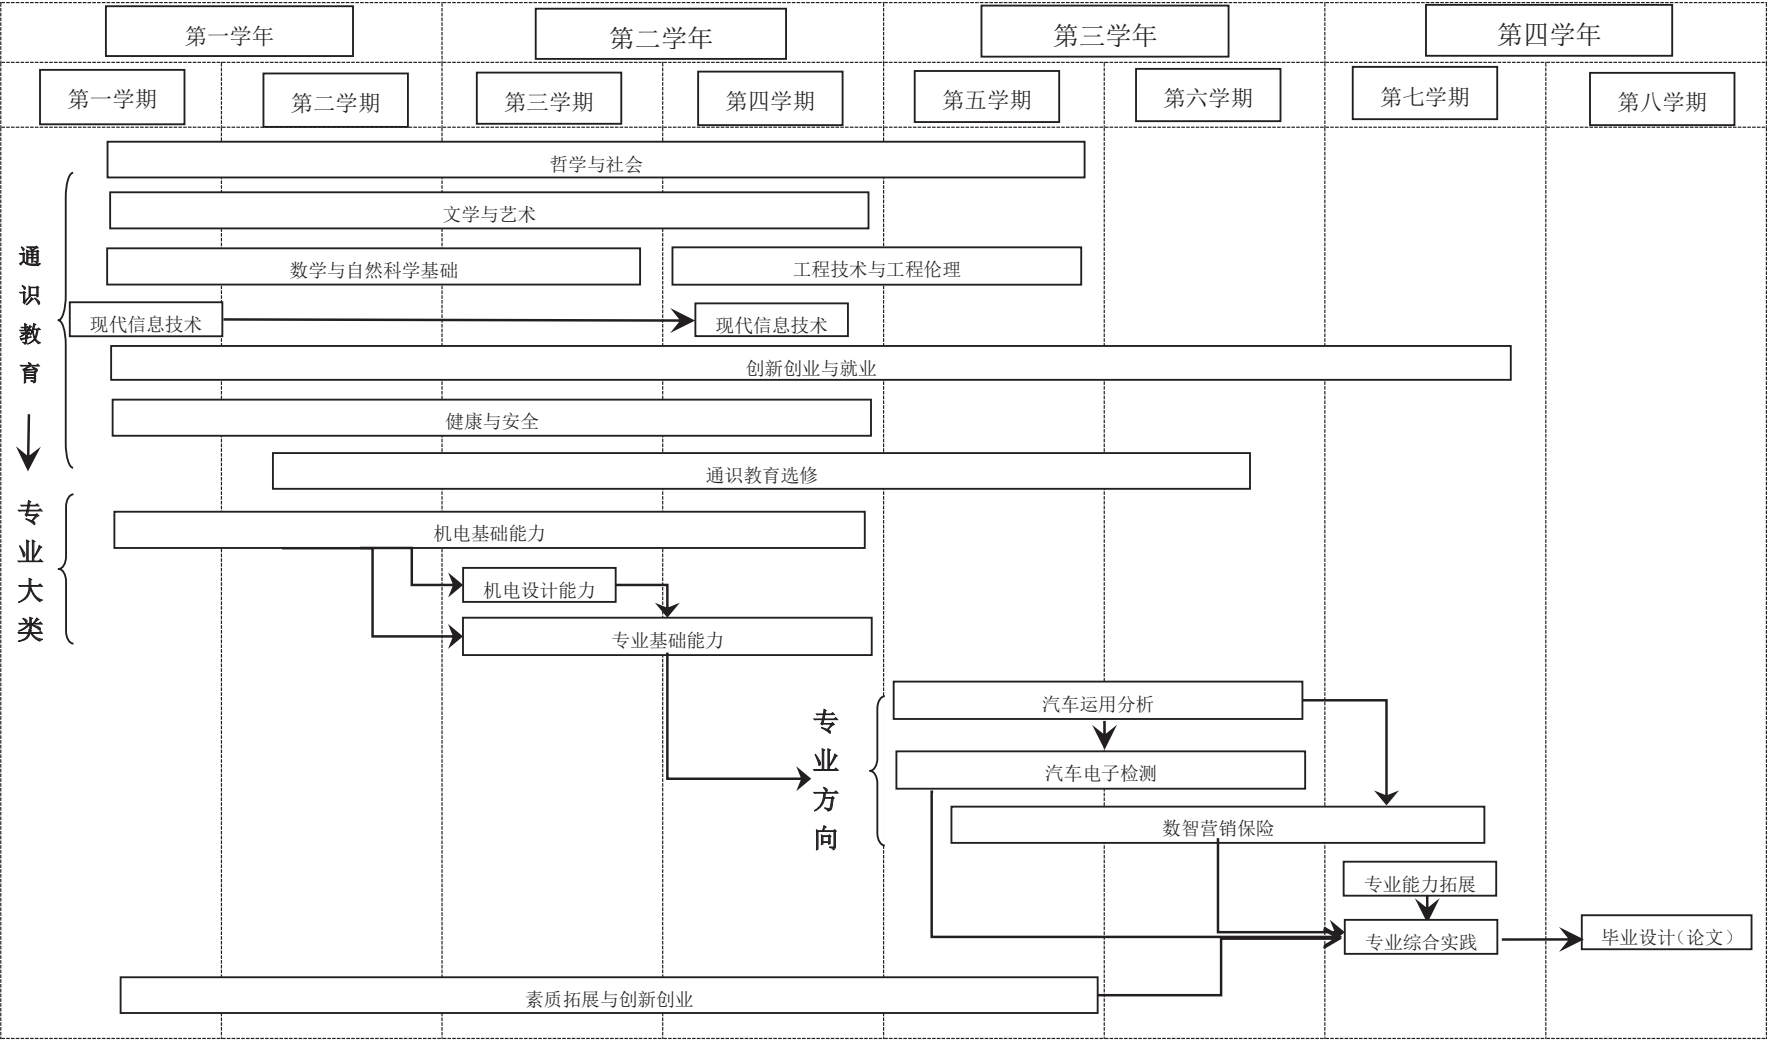 第一学年
第二学年
第三学年
第四学年
第一学期
第二学期
第三学期
第四学期
第五学期
第六学期
第七学期
第八学期
通识教育
哲学与社会
文学与艺术
数学与自然科学基础
工程技术与工程伦理
现代信息技术
现代信息技术
创新创业与就业
健康与安全
通识教育选修
专业大类
机电基础能力
机电设计能力
专业基础能力
专业方向
汽车运用分析
汽车电子检测
数智营销保险
专业能力拓展
专业综合实践
毕业设计(论文)
素质拓展与创新创业